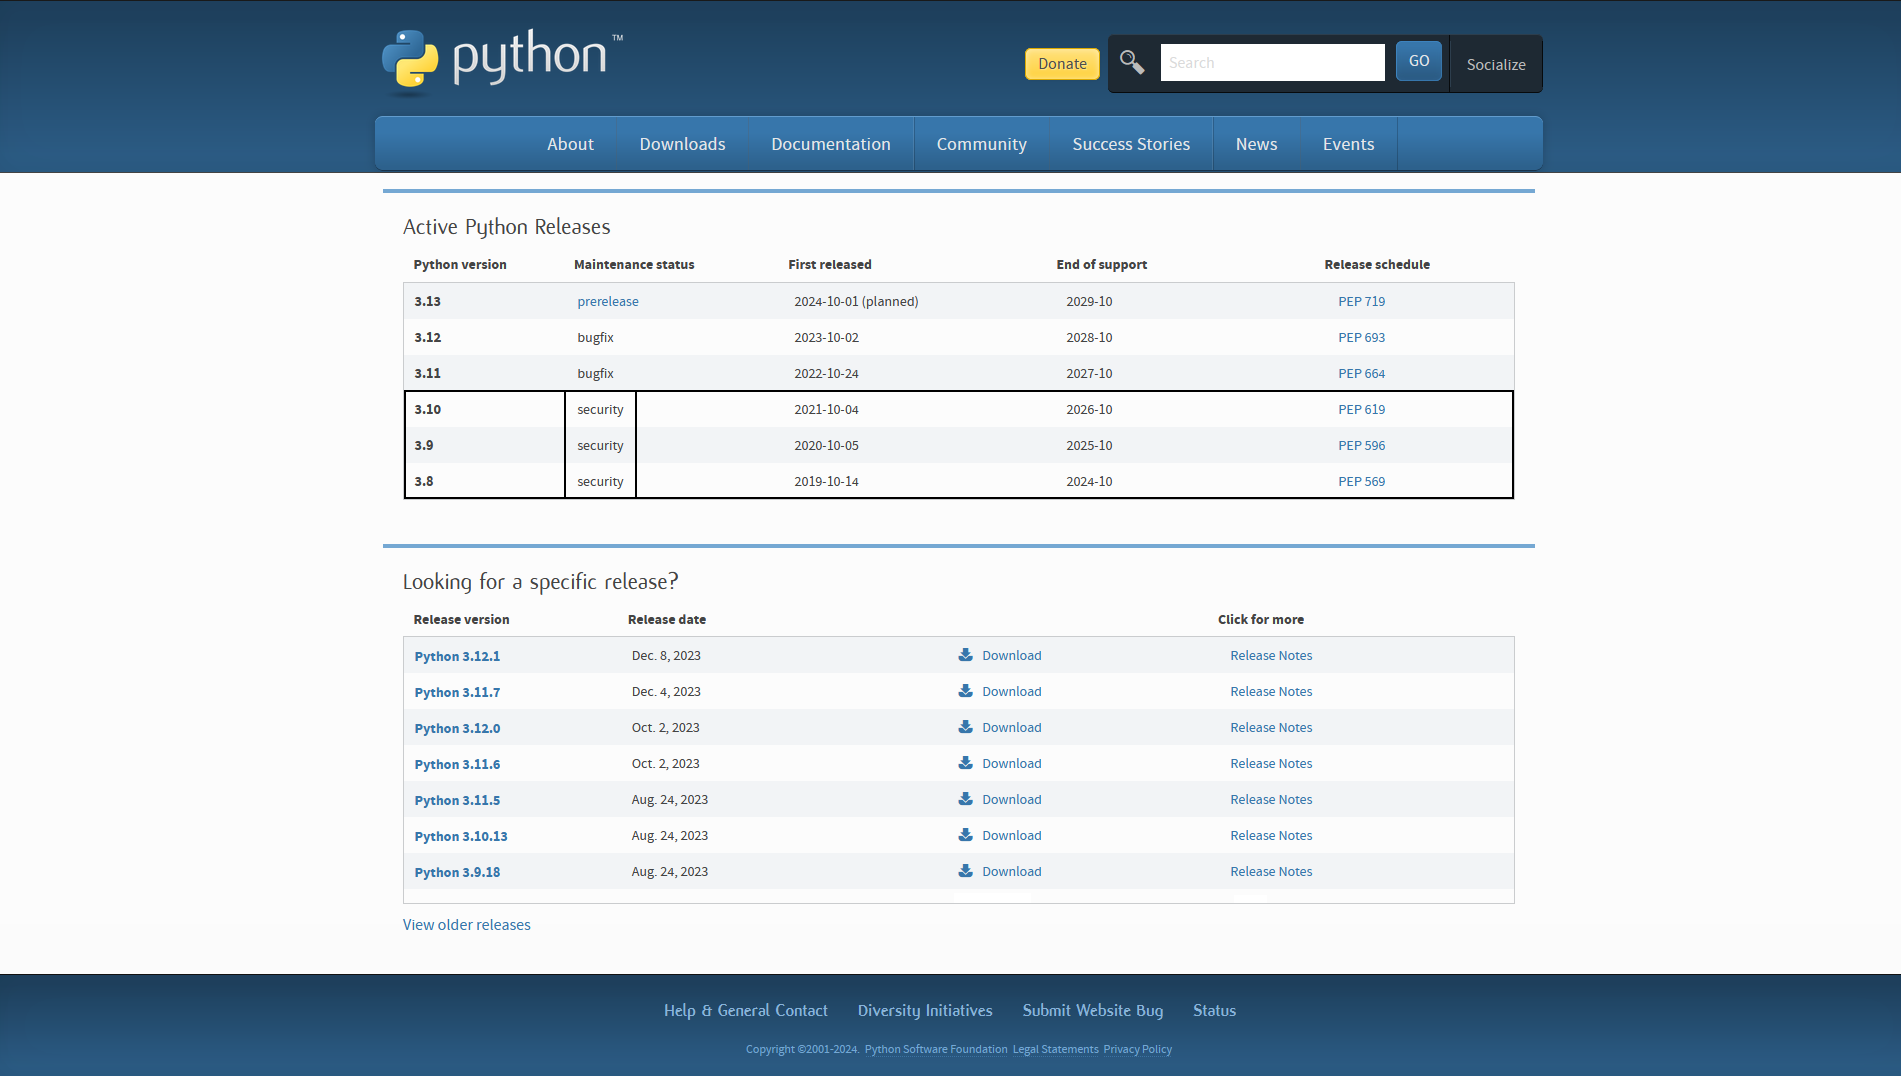 python™
Donate
Search
GO
Socialize
About Downloads Documentation Community Success Stories News Events
Active Python Releases
Python version Maintenance status First released End of support Release schedule
3.13 prerelease 2024-10-01 (planned) 2029-10 PEP 719
3.12 bugfix 2023-10-02 2028-10 PEP 693
3.11 bugfix 2022-10-24 2027-10 PEP 664
3.10 security 2021-10-04 2026-10 PEP 619
3.9 security 2020-10-05 2025-10 PEP 596
3.8 security 2019-10-14 2024-10 PEP 569
Looking for a specific release?
Release version Release date Click for more
Python 3.12.1 Dec. 8, 2023 Download Release Notes
Python 3.11.7 Dec. 4, 2023 Download Release Notes
Python 3.12.0 Oct. 2, 2023 Download Release Notes
Python 3.11.6 Oct. 2, 2023 Download Release Notes
Python 3.11.5 Aug. 24, 2023 Download Release Notes
Python 3.10.13 Aug. 24, 2023 Download Release Notes
Python 3.9.18 Aug. 24, 2023 Download Release Notes
View older releases
Help & General Contact Diversity Initiatives Submit Website Bug Status
Copyright ©2001-2024. Python Software Foundation Legal Statements Privacy Policy